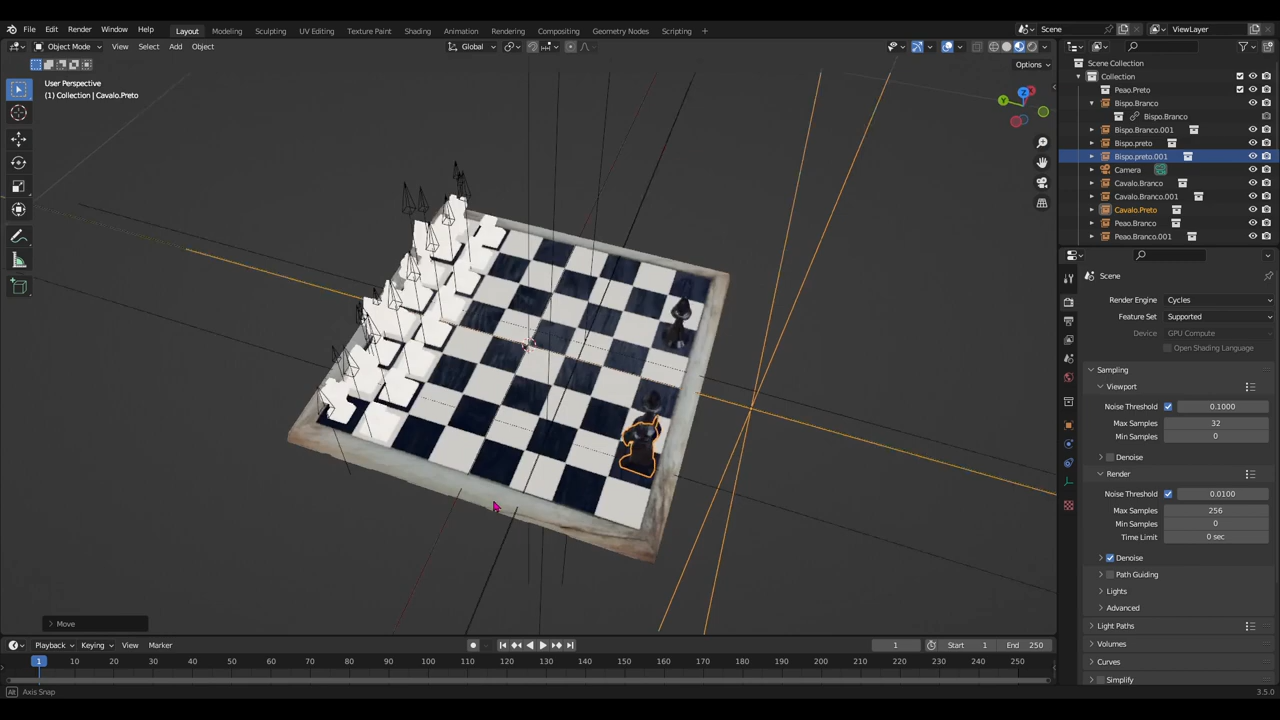 File Edit Render Window Help Layout Modeling Sculpting UV Editing Texture Paint Shading Animation Rendering Compositing Geometry Nodes Scripting Scene ViewLayer
Object Mode View Select Add Object Global
Options
User Perspective
(1) Collection | Cavalo.Preto
Scene Collection
Collection
Peao.Preto
Bispo.Branco
Bispo.Branco
Bispo.Branco.001
Bispo.preto
Bispo.preto.001
Camera
Cavalo.Branco
Cavalo.Branco.001
Cavalo.Preto
Peao.Branco
Peao.Branco.001
Scene
Render Engine Cycles
Feature Set Supported
Device GPU Compute
Open Shading Language
Sampling
Viewport
Noise Threshold 0.1000
Max Samples 32
Min Samples 0
Denoise
Render
Noise Threshold 0.0100
Max Samples 256
Min Samples 0
Time Limit 0 sec
Denoise
Path Guiding
Lights
Advanced
Light Paths
Volumes
Curves
Simplify
X
Y
Z
Move
Playback Keying View Marker 1 Start 1 End 250
1 10 20 30 40 50 60 70 80 90 100 110 120 130 140 150 160 170 180 190 200 210 220 230 240 250
Alt Axis Snap 3.5.0